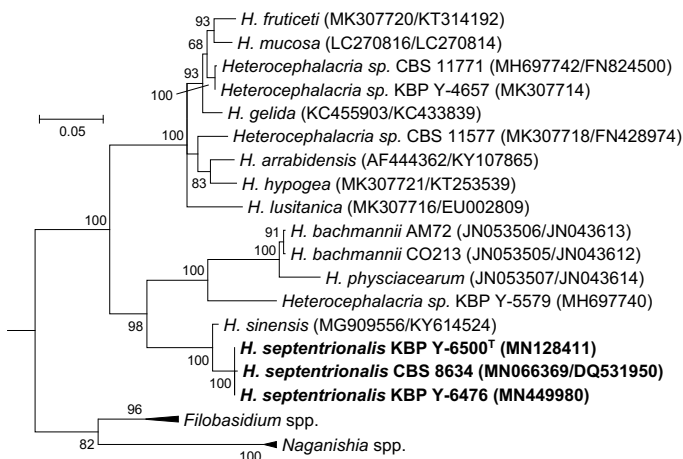 93
H. fruticeti (MK307720/KT314192)
68
H. mucosa (LC270816/LC270814)
93
Heterocephalacria sp. CBS 11771 (MH697742/FN824500)
100
Heterocephalacria sp. KBP Y-4657 (MK307714)
0.05
H. gelida (KC455903/KC433839)
100
Heterocephalacria sp. CBS 11577 (MK307718/FN428974)
H. arrabidensis (AF444362/KY107865)
83
H. hypogea (MK307721/KT253539)
H. lusitanica (MK307716/EU002809)
100
91
H. bachmannii AM72 (JN053506/JN043613)
100
H. bachmannii CO213 (JN053505/JN043612)
100
H. physciacearum (JN053507/JN043614)
Heterocephalacria sp. KBP Y-5579 (MH697740)
98
H. sinensis (MG909556/KY614524)
100
H. septentrionalis KBP Y-6500ᵀ (MN128411)
H. septentrionalis CBS 8634 (MN066369/DQ531950)
100
H. septentrionalis KBP Y-6476 (MN449980)
96
Filobasidium spp.
82
100
Naganishia spp.